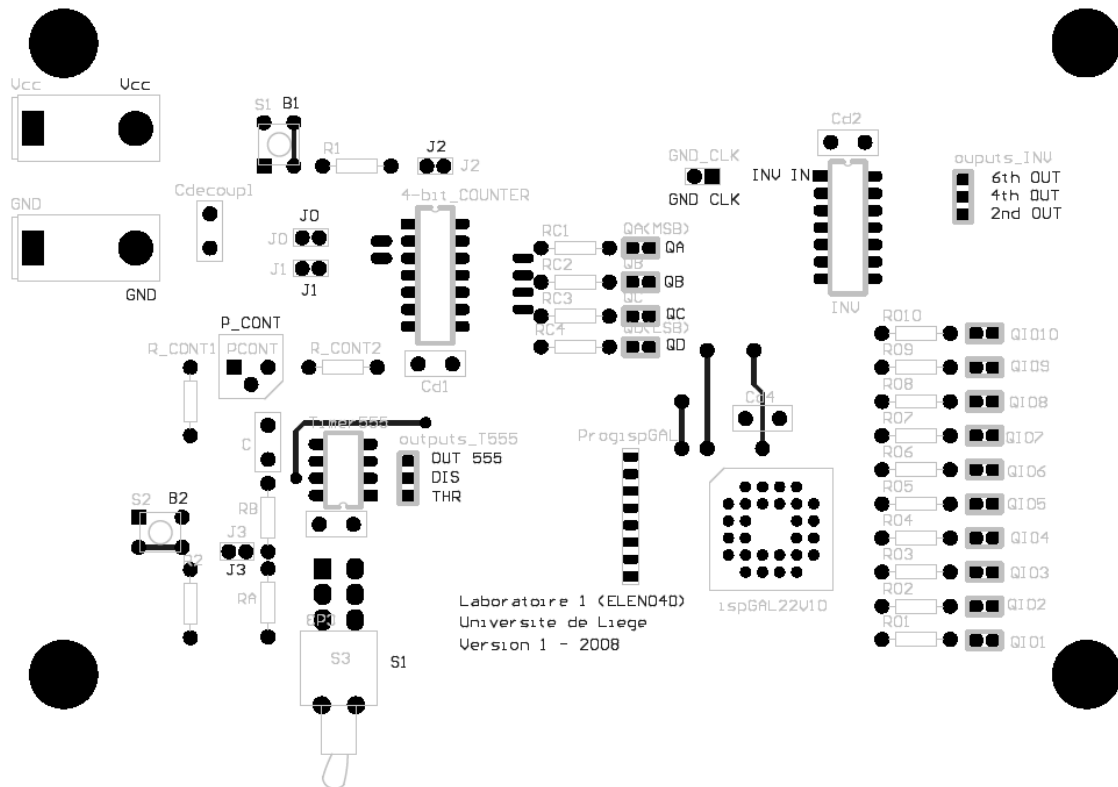 Vcc Vcc
S1 B1
R1
J2
J2
Cd2
GND_CLK
GND CLK
INV IN
ouputs_INV
6th OUT
4th OUT
2nd OUT
Cdecoupl
4-bit_COUNTER
GND
GND
J0
J0
J1
J1
RC1
QA(MSB)
QA
RC2
QB
QB
RC3
QC
QC
RC4
QD(LSB)
QD
INV
P_CONT
R_CONT1
PCONT
R_CONT2
Cd1
RO10
QIO10
RO9
QIO9
RO8
QIO8
RO7
QIO7
RO6
QIO6
RO5
QIO5
RO4
QIO4
RO3
QIO3
RO2
QIO2
RO1
QIO1
Cd4
C
Timer555
outputs_T555
OUT 555
DIS
THR
ProgispGAL
S2 B2
RB
J3
J3
R2
RA
ispGAL22V10
Laboratoire 1 (ELEN040)
Universite de Liege
Version 1 - 2008
S3
S1